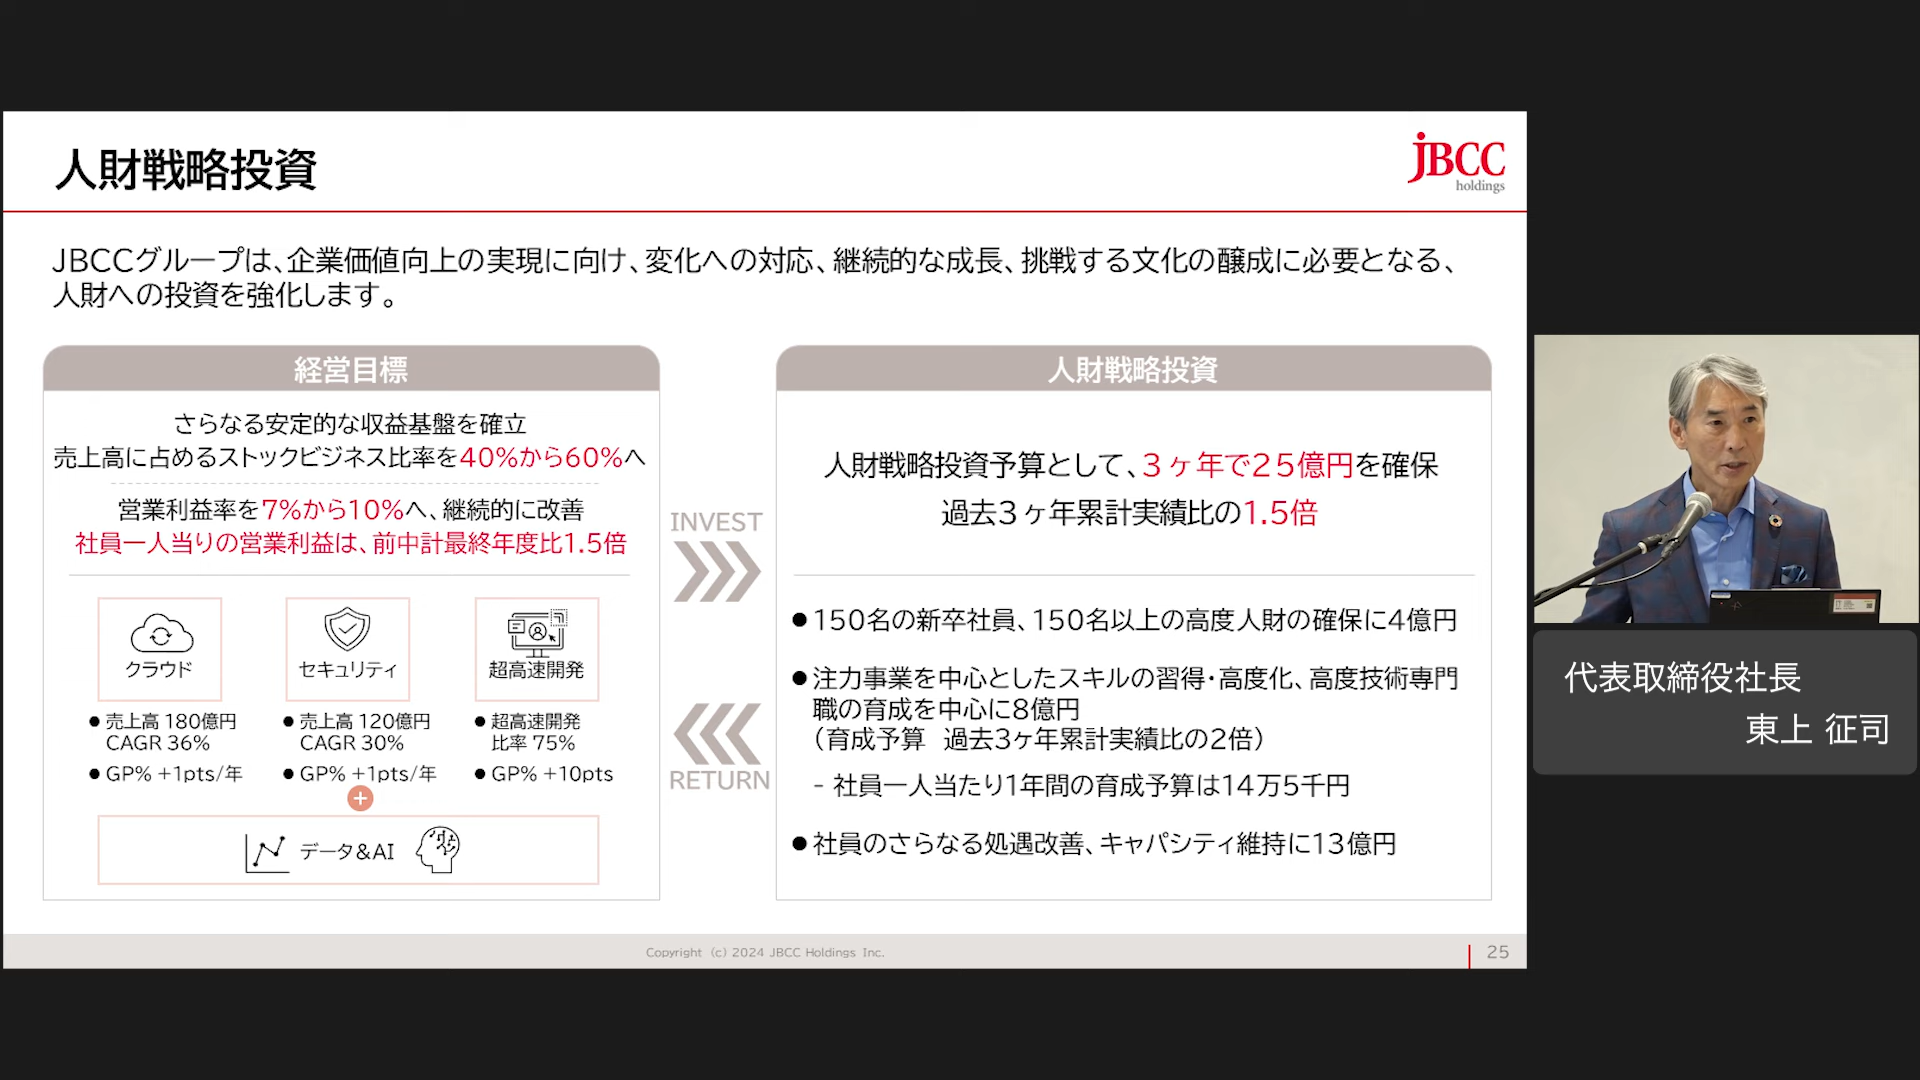 人財戦略投資
JBCC
holdings
JBCCグループは、企業価値向上の実現に向け、変化への対応、継続的な成長、挑戦する文化の醸成に必要となる、
人財への投資を強化します。
経営目標
さらなる安定的な収益基盤を確立
売上高に占めるストックビジネス比率を40%から60%へ
営業利益率を7%から10%へ、継続的に改善
社員一人当りの営業利益は、前中計最終年度比1.5倍
クラウド
● 売上高 180億円
CAGR 36%
● GP% +1pts/年
セキュリティ
● 売上高 120億円
CAGR 30%
● GP% +1pts/年
超高速開発
● 超高速開発
比率 75%
● GP% +10pts
+
データ&AI
INVEST
RETURN
人財戦略投資
人財戦略投資予算として、３ヶ年で２５億円を確保
過去３ヶ年累計実績比の1.5倍
●150名の新卒社員、150名以上の高度人財の確保に4億円
●注力事業を中心としたスキルの習得・高度化、高度技術専門
職の育成を中心に8億円
（育成予算　過去3ヶ年累計実績比の2倍）
- 社員一人当たり1年間の育成予算は14万5千円
●社員のさらなる処遇改善、キャパシティ維持に13億円
Copyright (c) 2024 JBCC Holdings Inc.
25
代表取締役社長
東上 征司